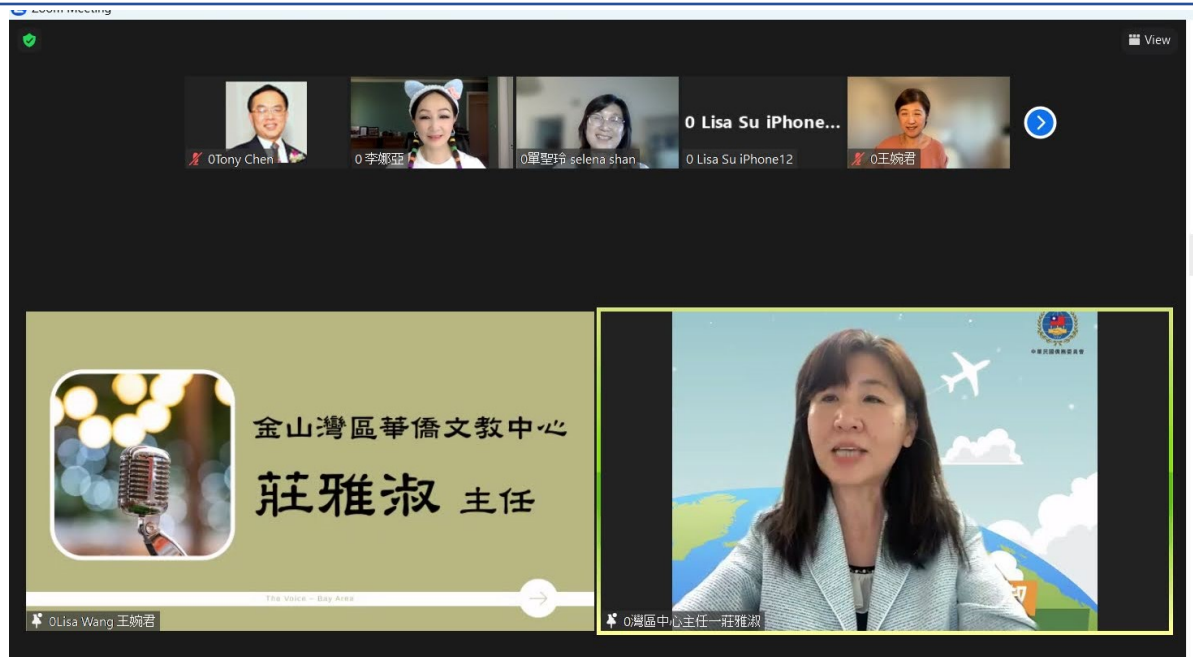 Zoom Meeting
View
0Tony Chen
0李娜亞
0單聖玲 selena shan
0 Lisa Su iPhone...
0 Lisa Su iPhone12
0王婉君
金山灣區華僑文教中心
莊雅淑 主任
The Voice – Bay Area
0Lisa Wang 王婉君
中華民國僑務委員會
0灣區中心主任—莊雅淑